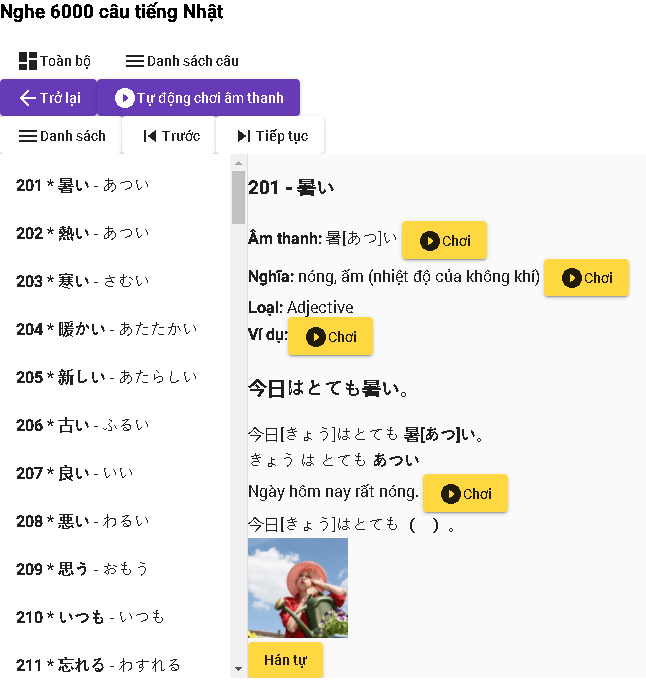 Nghe 6000 câu tiếng Nhật
Toàn bộ
Danh sách câu
Trở lại
Tự động chơi âm thanh
Danh sách
Trước
Tiếp tục
201 * 暑い - あつい
202 * 熱い - あつい
203 * 寒い - さむい
204 * 暖かい - あたたかい
205 * 新しい - あたらしい
206 * 古い - ふるい
207 * 良い - いい
208 * 悪い - わるい
209 * 思う - おもう
210 * いつも - いつも
211 * 忘れる - わすれる
201 - 暑い
Âm thanh: 暑[あつ]い Chơi
Nghĩa: nóng, ấm (nhiệt độ của không khí) Chơi
Loại: Adjective
Ví dụ: Chơi
今日はとても暑い。
今日[きょう]はとても 暑[あつ]い。
きょう は とても あつい
Ngày hôm nay rất nóng. Chơi
今日[きょう]はとても（　）。
Hán tự